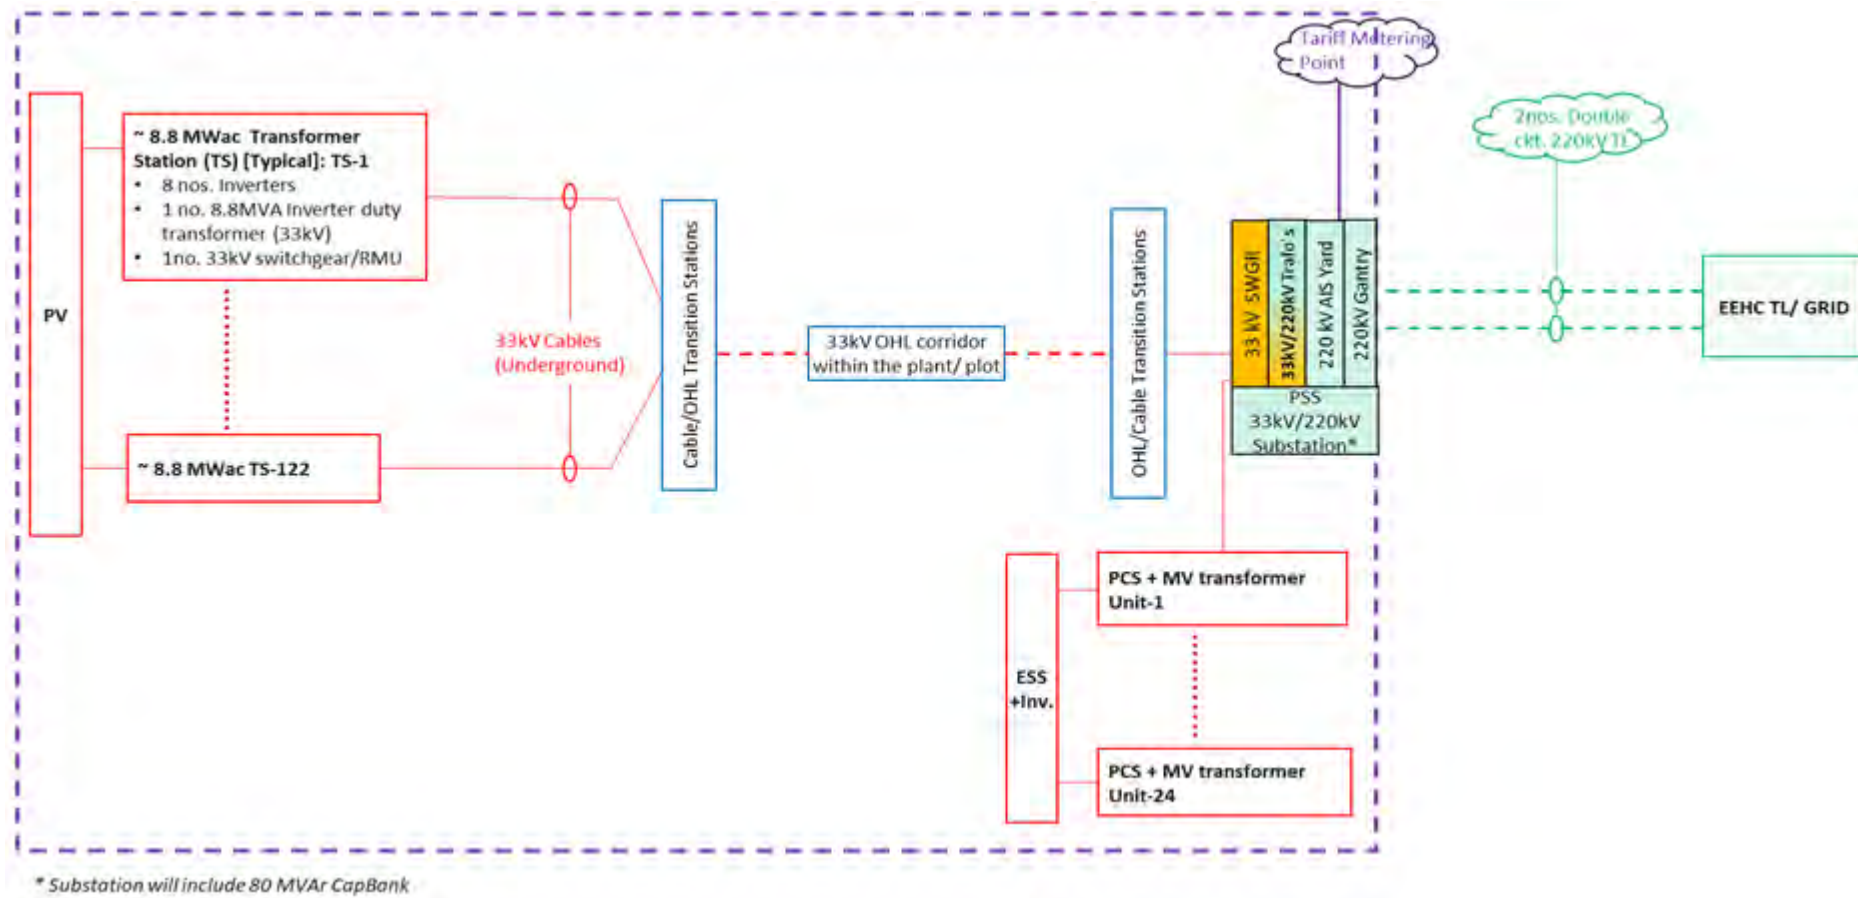 Tariff Metering
Point
2nos. Double
ckt. 220kV TL
~ 8.8 MWac Transformer
Station (TS) [Typical]: TS-1
• 8 nos. Inverters
• 1 no. 8.8MVA Inverter duty
transformer (33kV)
• 1no. 33kV switchgear/RMU
PV
33kV Cables
(Underground)
~ 8.8 MWac TS-122
Cable/OHL Transition Stations
33kV OHL corridor
within the plant/ plot
OHL/Cable Transition Stations
33 kV SWGR
33kV/220kV Trafo's
220 kV AIS Yard
220kV Gantry
PSS
33kV/220kV
Substation*
EEHC TL/ GRID
ESS
+Inv.
PCS + MV transformer
Unit-1
PCS + MV transformer
Unit-24
* Substation will include 80 MVAr CapBank